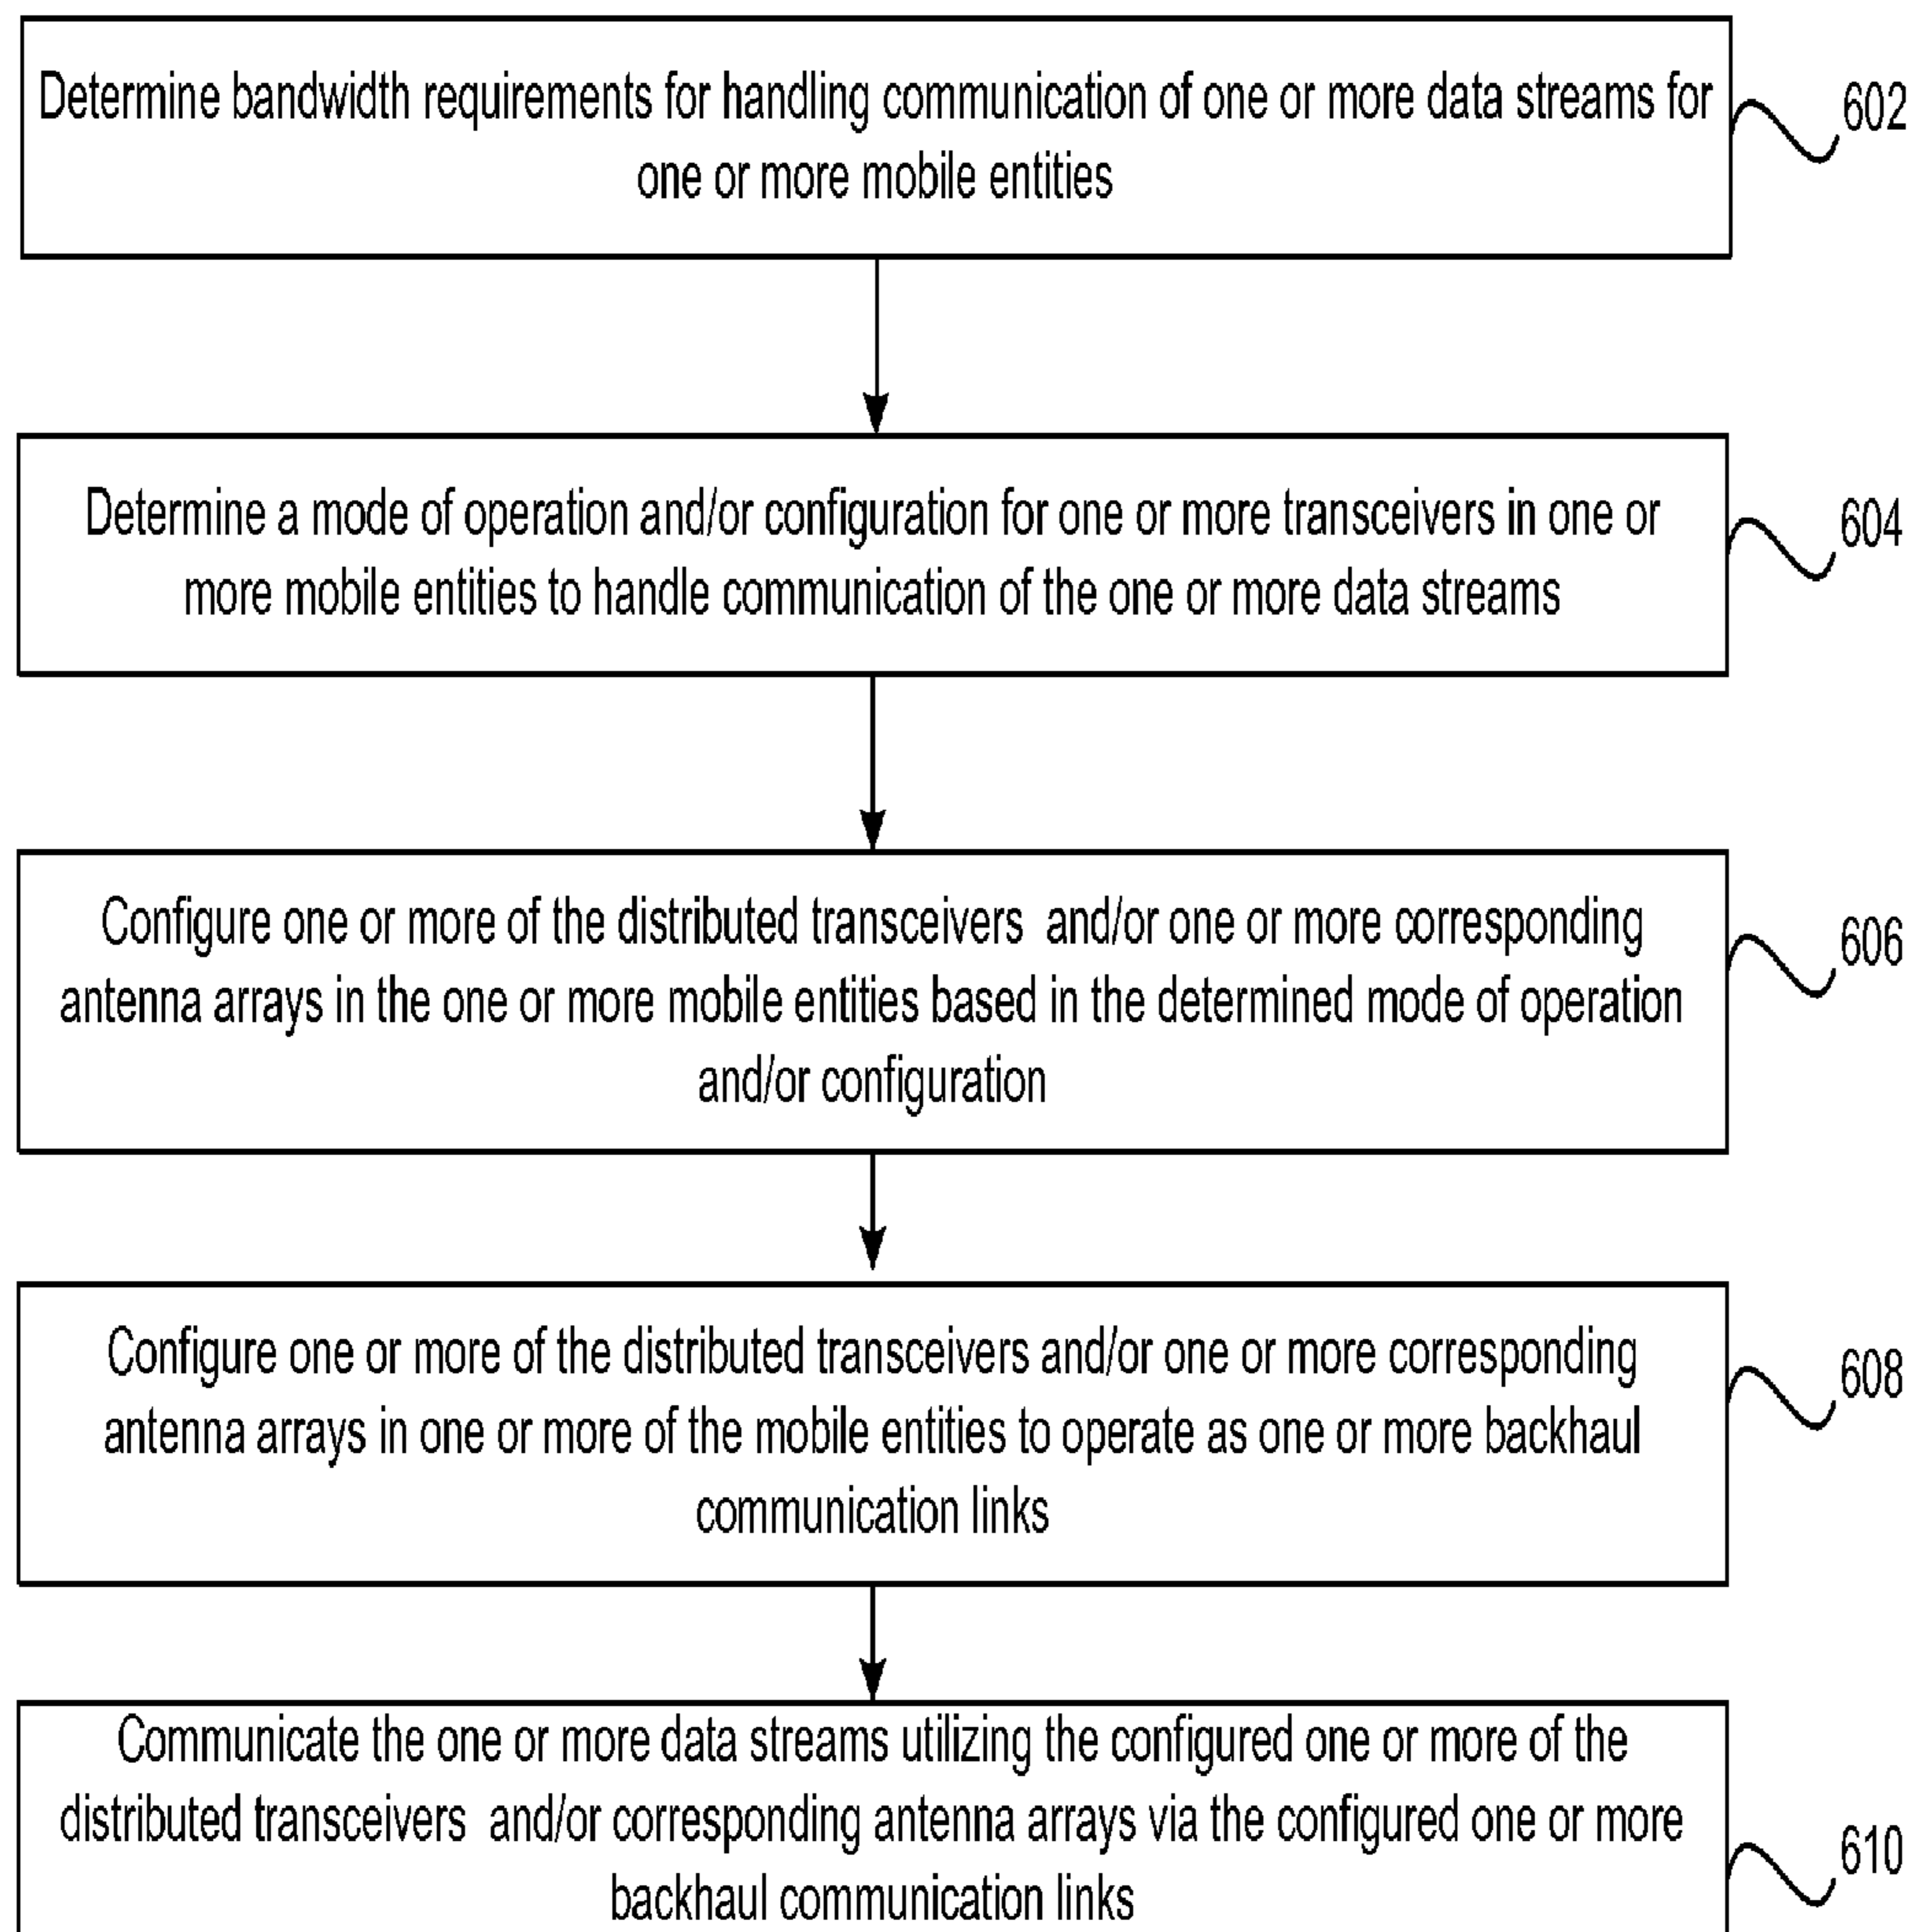 Determine bandwidth requirements for handling communication of one or more data streams for
one or more mobile entities
602
Determine a mode of operation and/or configuration for one or more transceivers in one or
more mobile entities to handle communication of the one or more data streams
604
Configure one or more of the distributed transceivers and/or one or more corresponding
antenna arrays in the one or more mobile entities based in the determined mode of operation
and/or configuration
606
Configure one or more of the distributed transceivers and/or one or more corresponding
antenna arrays in one or more of the mobile entities to operate as one or more backhaul
communication links
608
Communicate the one or more data streams utilizing the configured one or more of the
distributed transceivers and/or corresponding antenna arrays via the configured one or more
backhaul communication links
610